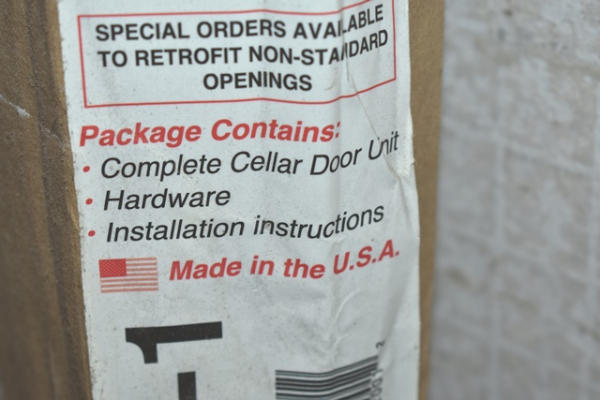 SPECIAL ORDERS AVAILABLE
TO RETROFIT NON-STANDARD
OPENINGS
Package Contains:
• Complete Cellar Door Unit
• Hardware
• Installation instructions
Made in the U.S.A.
-1